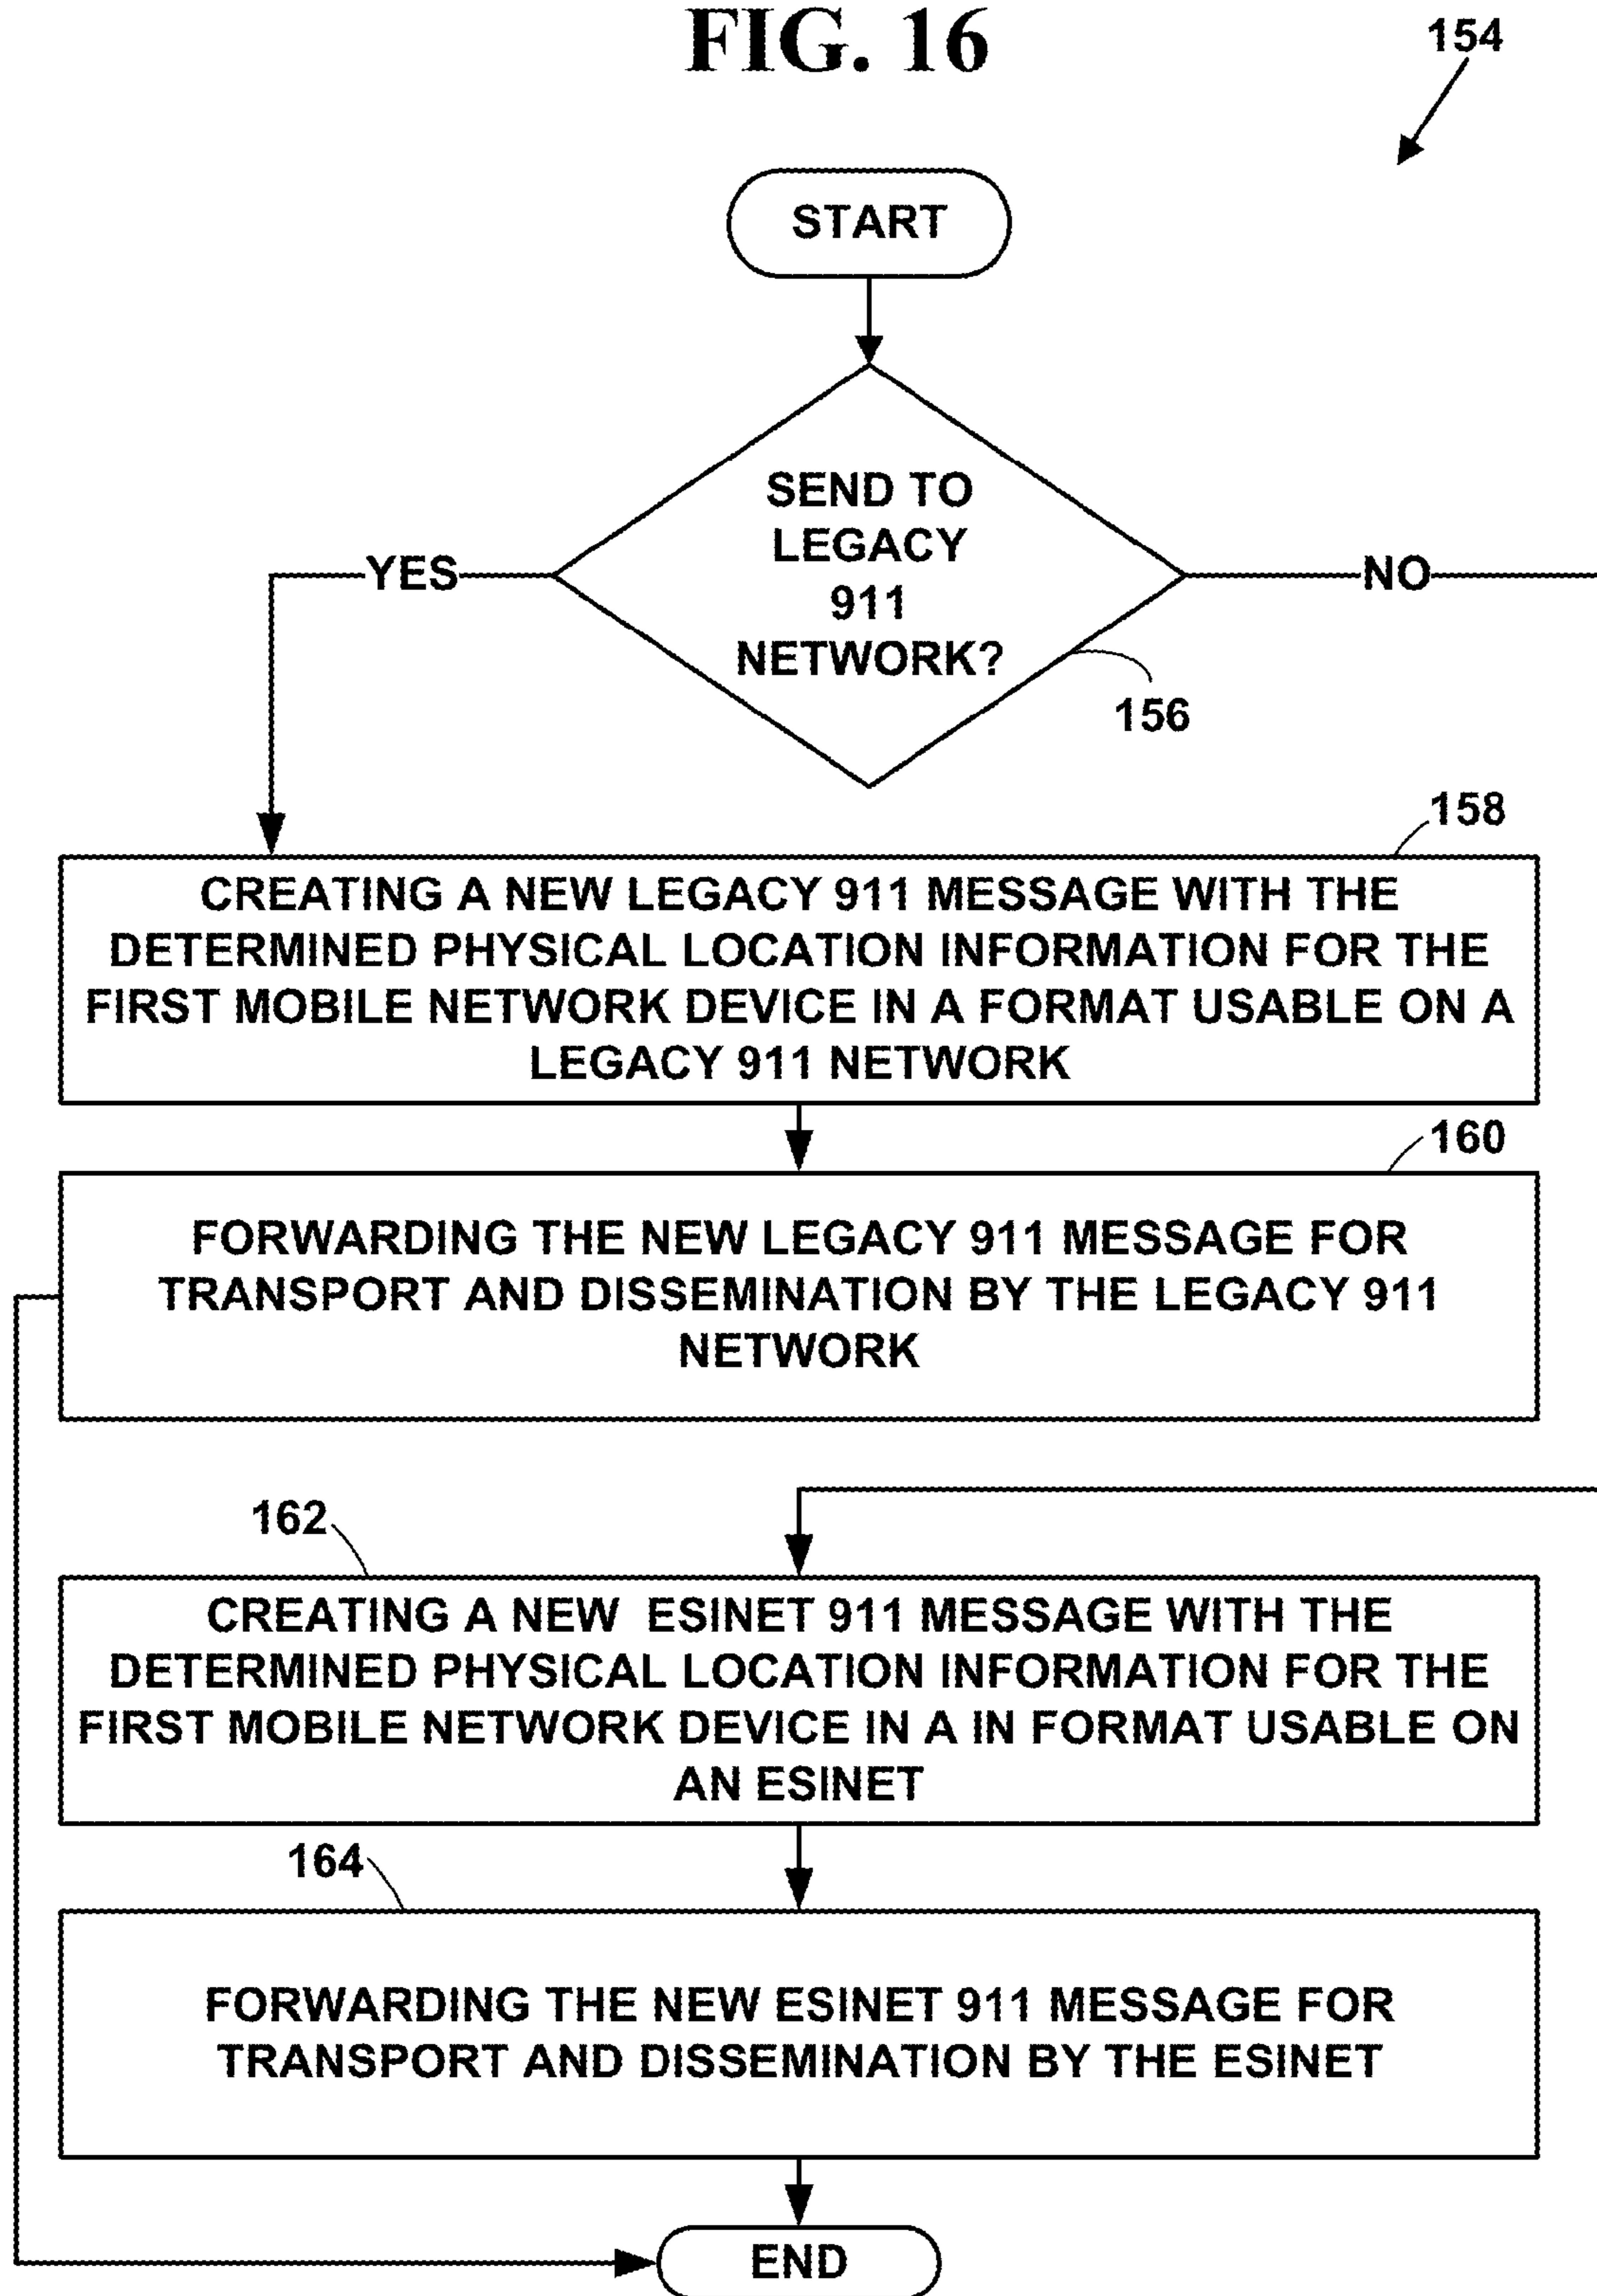 FIG. 16
154
START
SEND TO
LEGACY
911
NETWORK?
YES
NO
156
158
CREATING A NEW LEGACY 911 MESSAGE WITH THE
DETERMINED PHYSICAL LOCATION INFORMATION FOR THE
FIRST MOBILE NETWORK DEVICE IN A FORMAT USABLE ON A
LEGACY 911 NETWORK
160
FORWARDING THE NEW LEGACY 911 MESSAGE FOR
TRANSPORT AND DISSEMINATION BY THE LEGACY 911
NETWORK
162
CREATING A NEW ESINET 911 MESSAGE WITH THE
DETERMINED PHYSICAL LOCATION INFORMATION FOR THE
FIRST MOBILE NETWORK DEVICE IN A IN FORMAT USABLE ON
AN ESINET
164
FORWARDING THE NEW ESINET 911 MESSAGE FOR
TRANSPORT AND DISSEMINATION BY THE ESINET
END